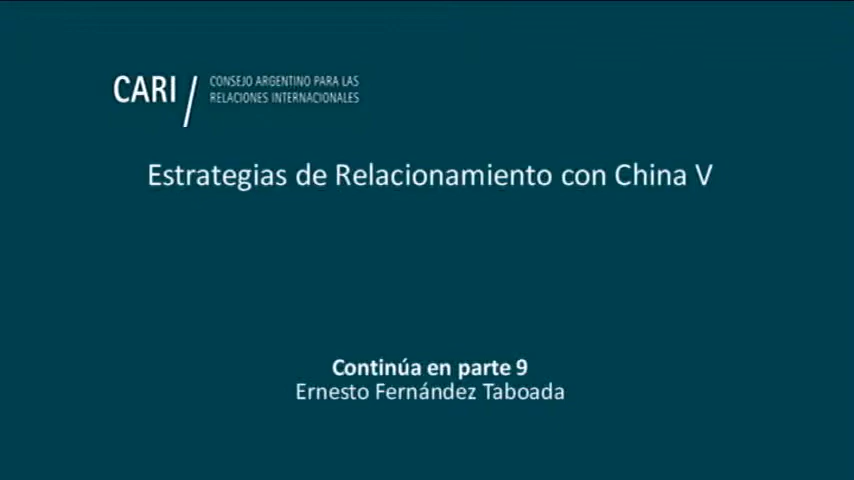 CARI/
CONSEJO ARGENTINO PARA LAS
RELACIONES INTERNACIONALES
Estrategias de Relacionamiento con China V
Continúa en parte 9
Ernesto Fernández Taboada